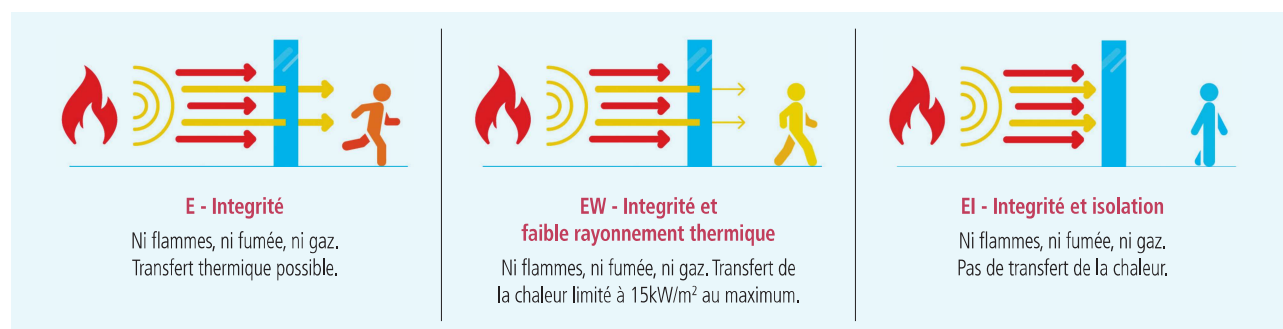 E - Integrité
Ni flammes, ni fumée, ni gaz.
Transfert thermique possible.
EW - Integrité et
faible rayonnement thermique
Ni flammes, ni fumée, ni gaz. Transfert de
la chaleur limité à 15kW/m² au maximum.
EI - Integrité et isolation
Ni flammes, ni fumée, ni gaz.
Pas de transfert de la chaleur.